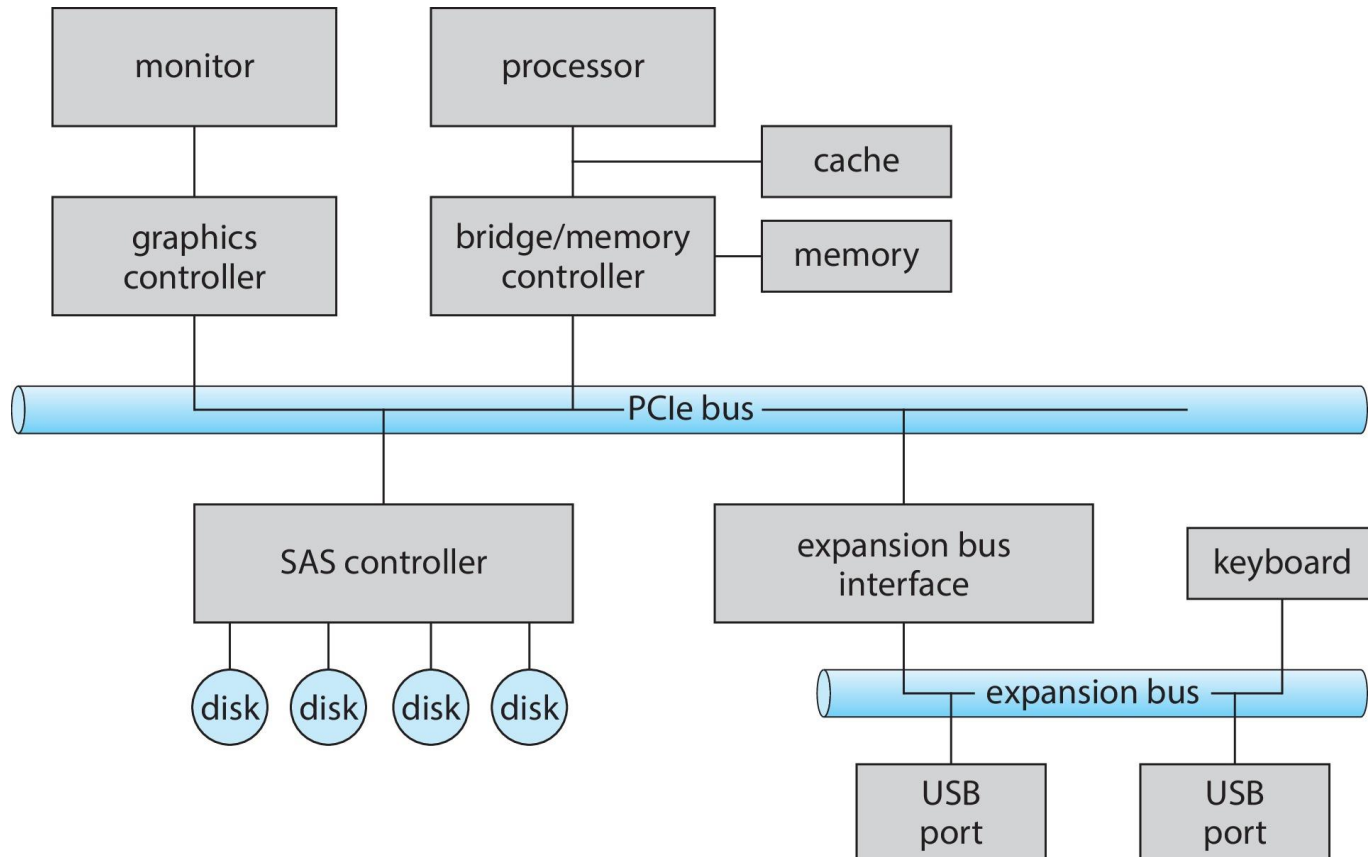 monitor
processor
cache
graphics
controller
bridge/memory
controller
memory
PCIe bus
SAS controller
expansion bus
interface
keyboard
disk
disk
disk
disk
expansion bus
USB
port
USB
port